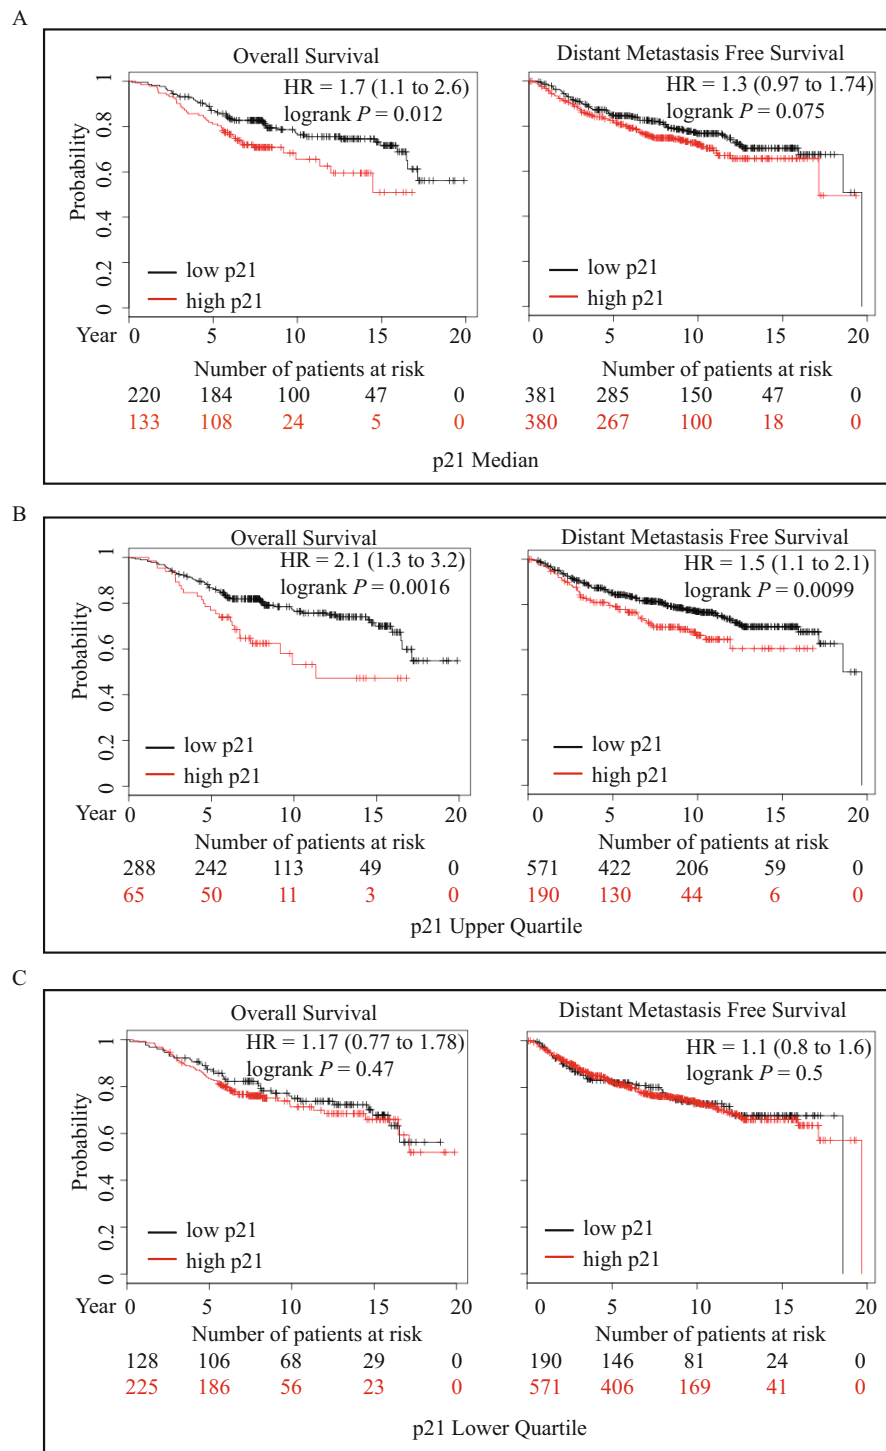 A
Overall Survival
HR = 1.7 (1.1 to 2.6)
logrank P = 0.012
Probability
1
0.8
0.6
0.4
0.2
0
low p21
high p21
Year
0 5 10 15 20
Number of patients at risk
220 184 100 47 0
133 108 24 5 0
Distant Metastasis Free Survival
HR = 1.3 (0.97 to 1.74)
logrank P = 0.075
low p21
high p21
0 5 10 15 20
Number of patients at risk
381 285 150 47 0
380 267 100 18 0
p21 Median
B
Overall Survival
HR = 2.1 (1.3 to 3.2)
logrank P = 0.0016
Probability
1
0.8
0.6
0.4
0.2
0
low p21
high p21
Year
0 5 10 15 20
Number of patients at risk
288 242 113 49 0
65 50 11 3 0
Distant Metastasis Free Survival
HR = 1.5 (1.1 to 2.1)
logrank P = 0.0099
low p21
high p21
0 5 10 15 20
Number of patients at risk
571 422 206 59 0
190 130 44 6 0
p21 Upper Quartile
C
Overall Survival
HR = 1.17 (0.77 to 1.78)
logrank P = 0.47
Probability
1
0.8
0.6
0.4
0.2
0
low p21
high p21
Year
0 5 10 15 20
Number of patients at risk
128 106 68 29 0
225 186 56 23 0
Distant Metastasis Free Survival
HR = 1.1 (0.8 to 1.6)
logrank P = 0.5
low p21
high p21
0 5 10 15 20
Number of patients at risk
190 146 81 24 0
571 406 169 41 0
p21 Lower Quartile